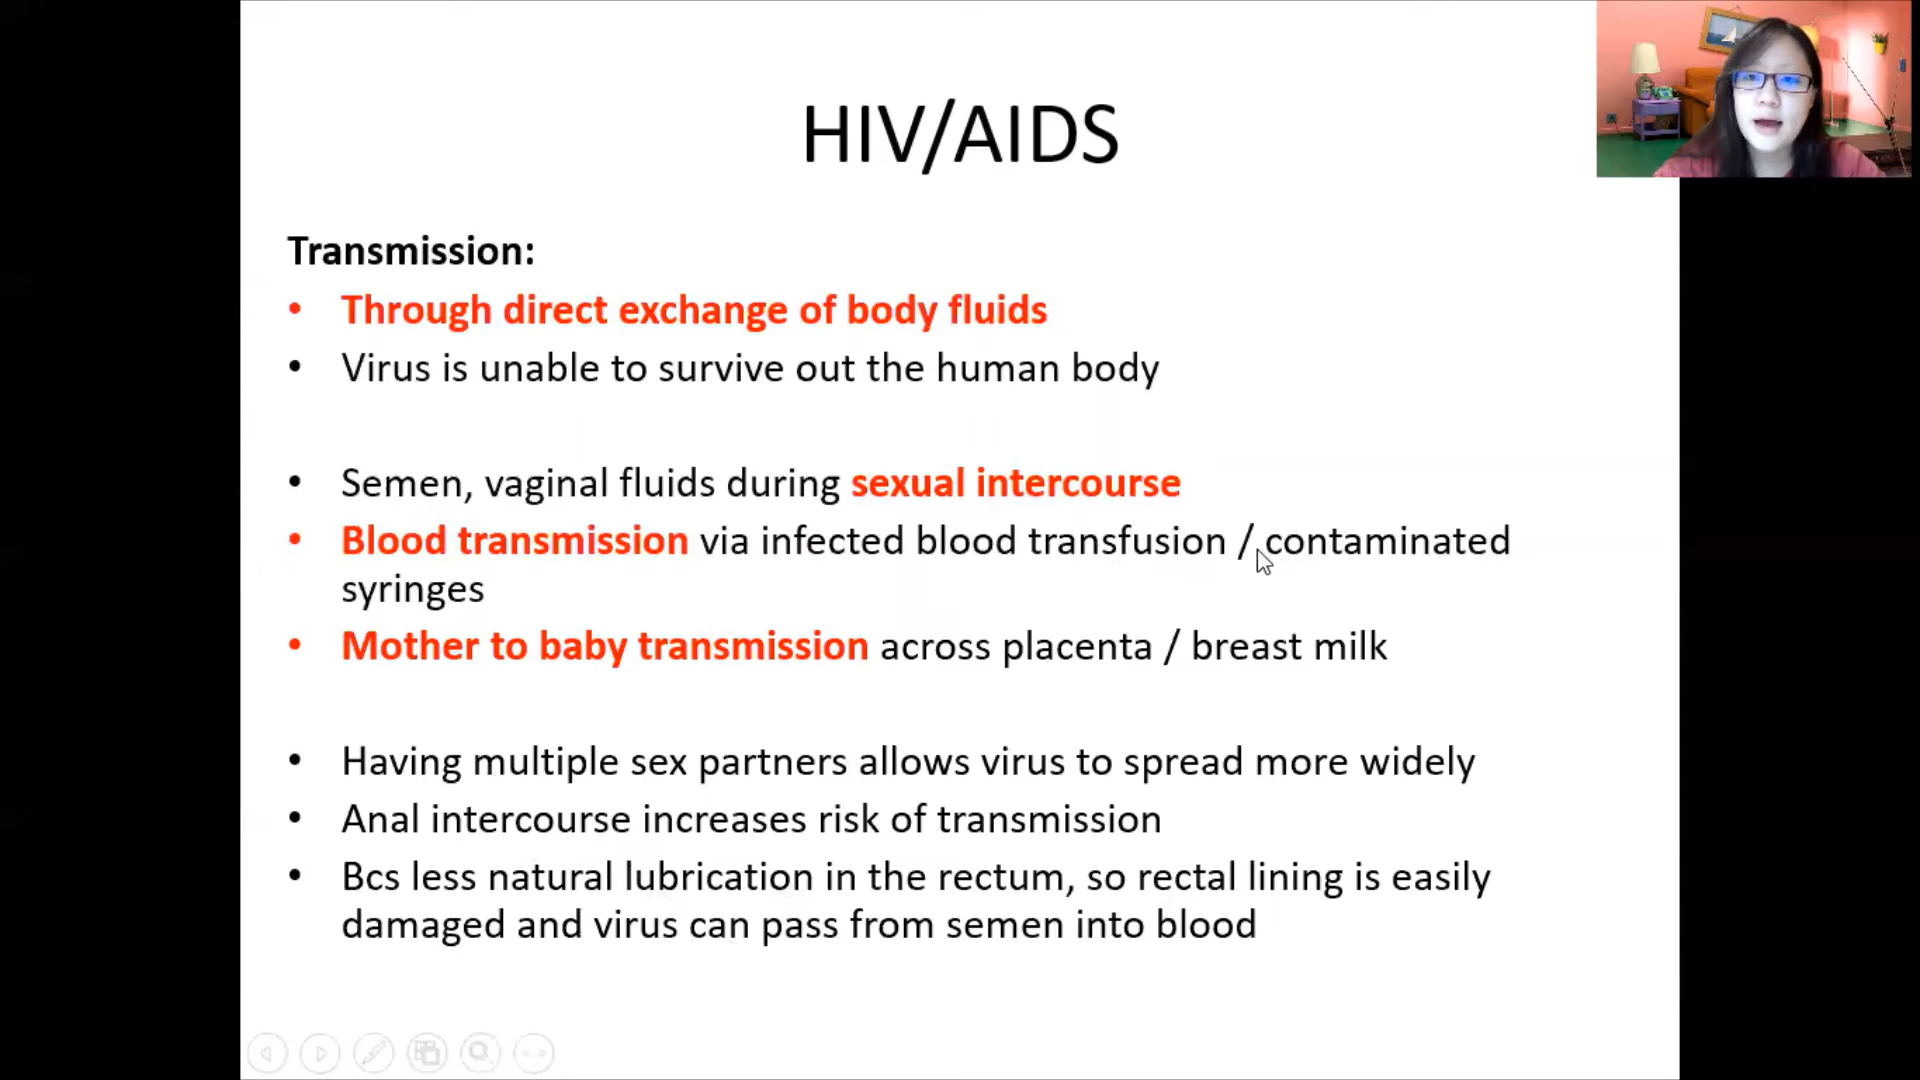 HIV/AIDS
Transmission:
• Through direct exchange of body fluids
• Virus is unable to survive out the human body
• Semen, vaginal fluids during sexual intercourse
• Blood transmission via infected blood transfusion / contaminated
syringes
• Mother to baby transmission across placenta / breast milk
• Having multiple sex partners allows virus to spread more widely
• Anal intercourse increases risk of transmission
• Bcs less natural lubrication in the rectum, so rectal lining is easily
damaged and virus can pass from semen into blood